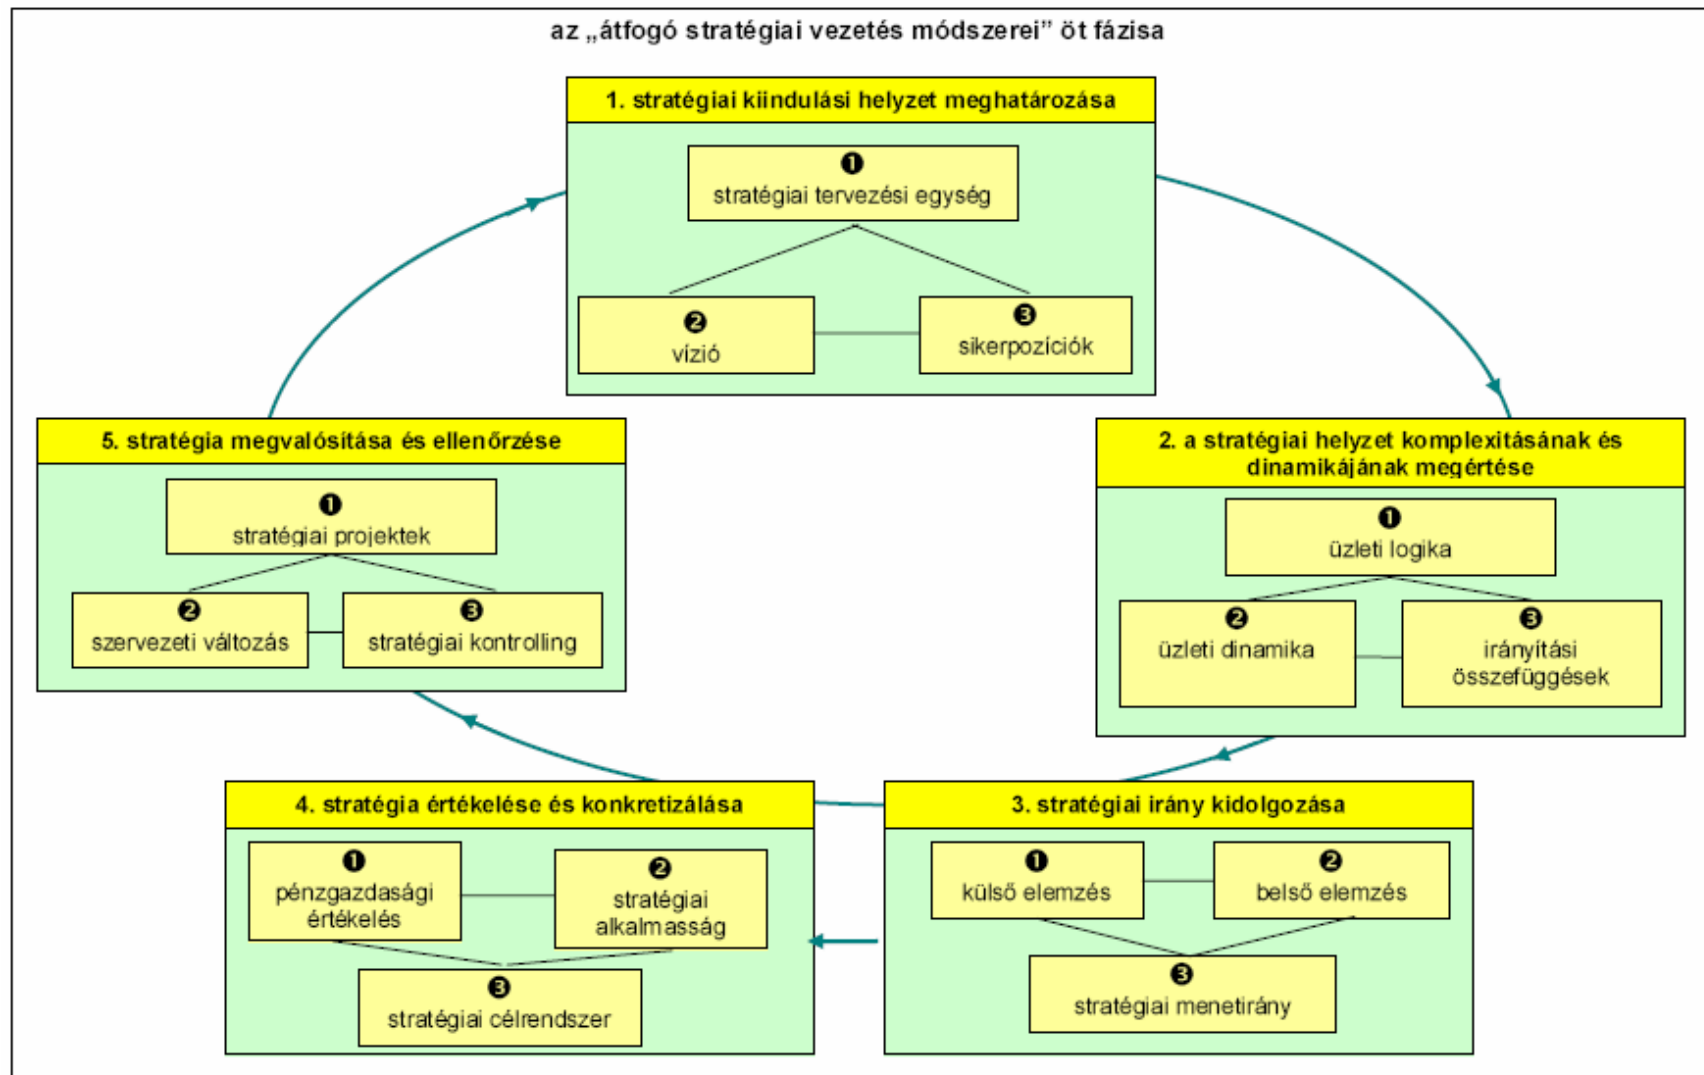 az „átfogó stratégiai vezetés módszerei” öt fázisa
1. stratégiai kiindulási helyzet meghatározása
❶
stratégiai tervezési egység
❷
vízió
❸
sikerpozíciók
2. a stratégiai helyzet komplexitásának és
dinamikájának megértése
❶
üzleti logika
❷
üzleti dinamika
❸
irányítási
összefüggések
3. stratégiai irány kidolgozása
❶
külső elemzés
❷
belső elemzés
❸
stratégiai menetirány
4. stratégia értékelése és konkretizálása
❶
pénzgazdasági
értékelés
❷
stratégiai
alkalmasság
❸
stratégiai célrendszer
5. stratégia megvalósítása és ellenőrzése
❶
stratégiai projektek
❷
szervezeti változás
❸
stratégiai kontrolling